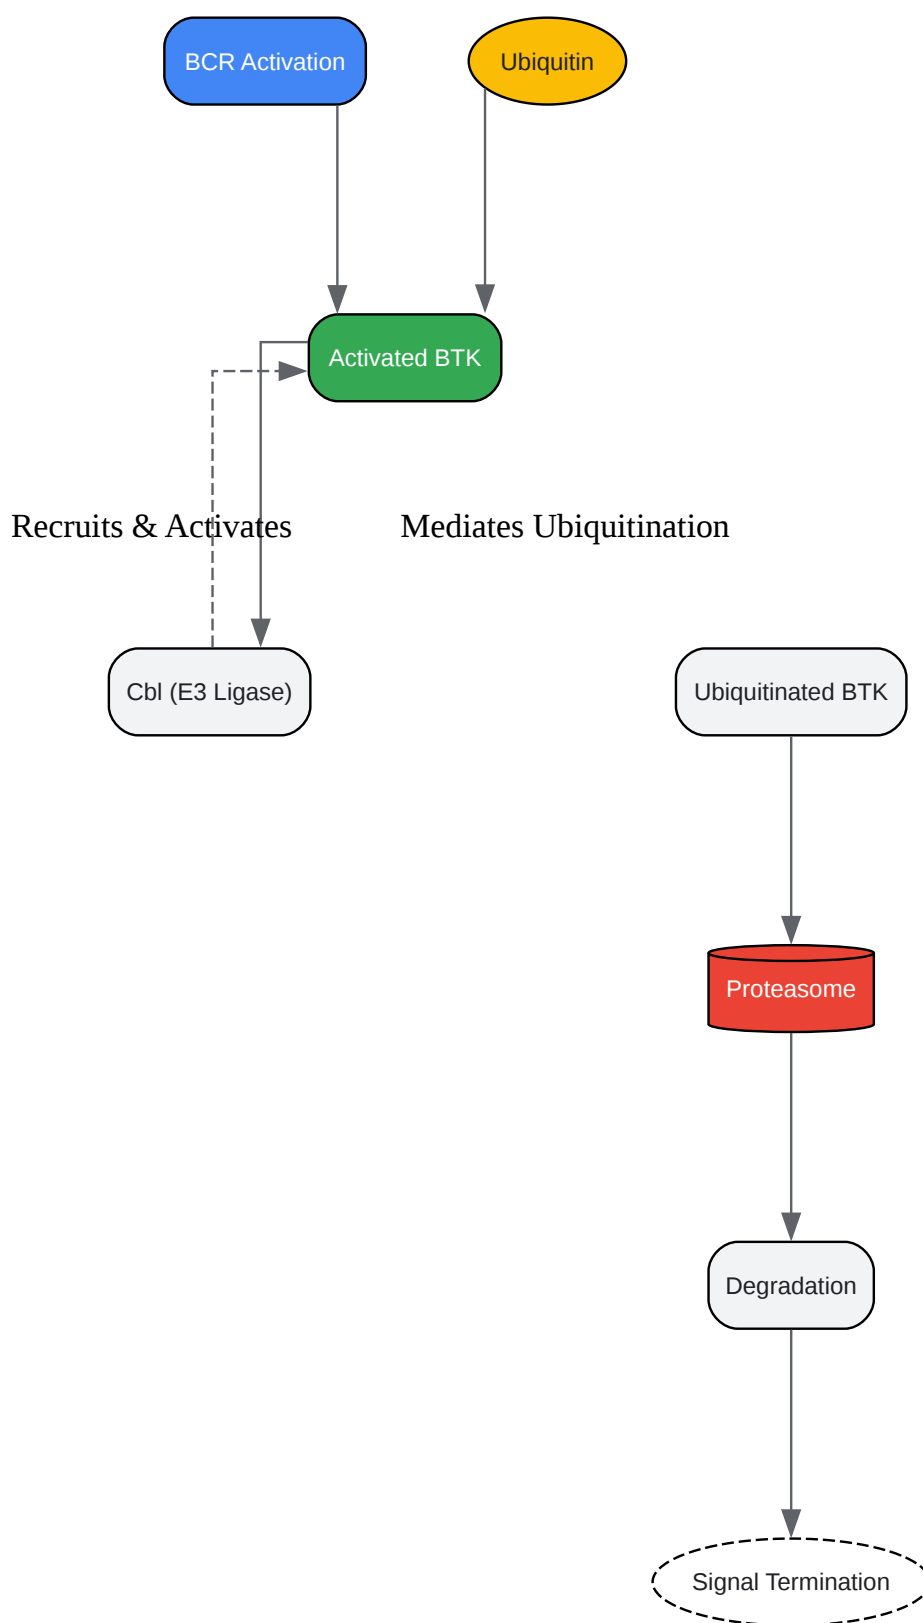 BCR Activation
Ubiquitin
Activated BTK
Recruits & Activates
Mediates Ubiquitination
Cbl (E3 Ligase)
Ubiquitinated BTK
Proteasome
Degradation
Signal Termination